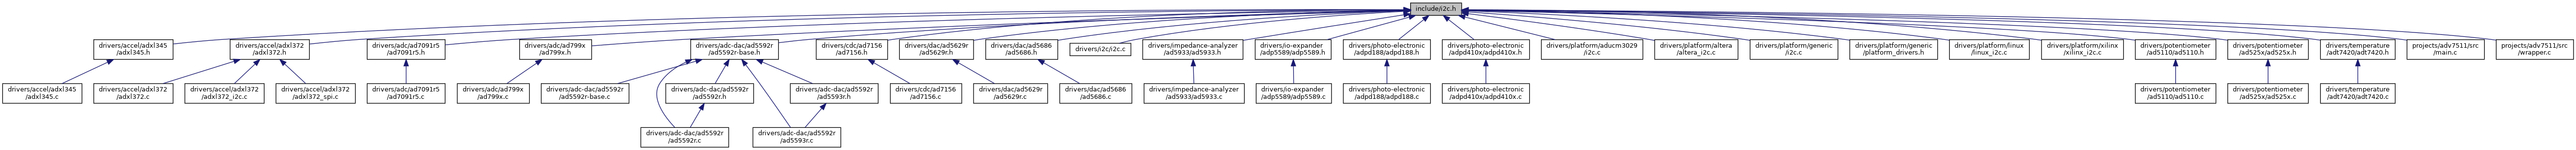 include/i2c.h
drivers/accel/adxl345
/adxl345.h
drivers/accel/adxl372
/adxl372.h
drivers/adc/ad7091r5
/ad7091r5.h
drivers/adc/ad799x
/ad799x.h
drivers/adc-dac/ad5592r
/ad5592r-base.h
drivers/cdc/ad7156
/ad7156.h
drivers/dac/ad5629r
/ad5629r.h
drivers/dac/ad5686
/ad5686.h
drivers/i2c/i2c.c
drivers/impedance-analyzer
/ad5933/ad5933.h
drivers/io-expander
/adp5589/adp5589.h
drivers/photo-electronic
/adpd188/adpd188.h
drivers/photo-electronic
/adpd410x/adpd410x.h
drivers/platform/aducm3029
/i2c.c
drivers/platform/altera
/altera_i2c.c
drivers/platform/generic
/i2c.c
drivers/platform/generic
/platform_drivers.h
drivers/platform/linux
/linux_i2c.c
drivers/platform/xilinx
/xilinx_i2c.c
drivers/potentiometer
/ad5110/ad5110.h
drivers/potentiometer
/ad525x/ad525x.h
drivers/temperature
/adt7420/adt7420.h
projects/adv7511/src
/main.c
projects/adv7511/src
/wrapper.c
drivers/accel/adxl345
/adxl345.c
drivers/accel/adxl372
/adxl372.c
drivers/accel/adxl372
/adxl372_i2c.c
drivers/accel/adxl372
/adxl372_spi.c
drivers/adc/ad7091r5
/ad7091r5.c
drivers/adc/ad799x
/ad799x.c
drivers/adc-dac/ad5592r
/ad5592r-base.c
drivers/adc-dac/ad5592r
/ad5592r.h
drivers/adc-dac/ad5592r
/ad5593r.h
drivers/cdc/ad7156
/ad7156.c
drivers/dac/ad5629r
/ad5629r.c
drivers/dac/ad5686
/ad5686.c
drivers/impedance-analyzer
/ad5933/ad5933.c
drivers/io-expander
/adp5589/adp5589.c
drivers/photo-electronic
/adpd188/adpd188.c
drivers/photo-electronic
/adpd410x/adpd410x.c
drivers/potentiometer
/ad5110/ad5110.c
drivers/potentiometer
/ad525x/ad525x.c
drivers/temperature
/adt7420/adt7420.c
drivers/adc-dac/ad5592r
/ad5592r.c
drivers/adc-dac/ad5592r
/ad5593r.c